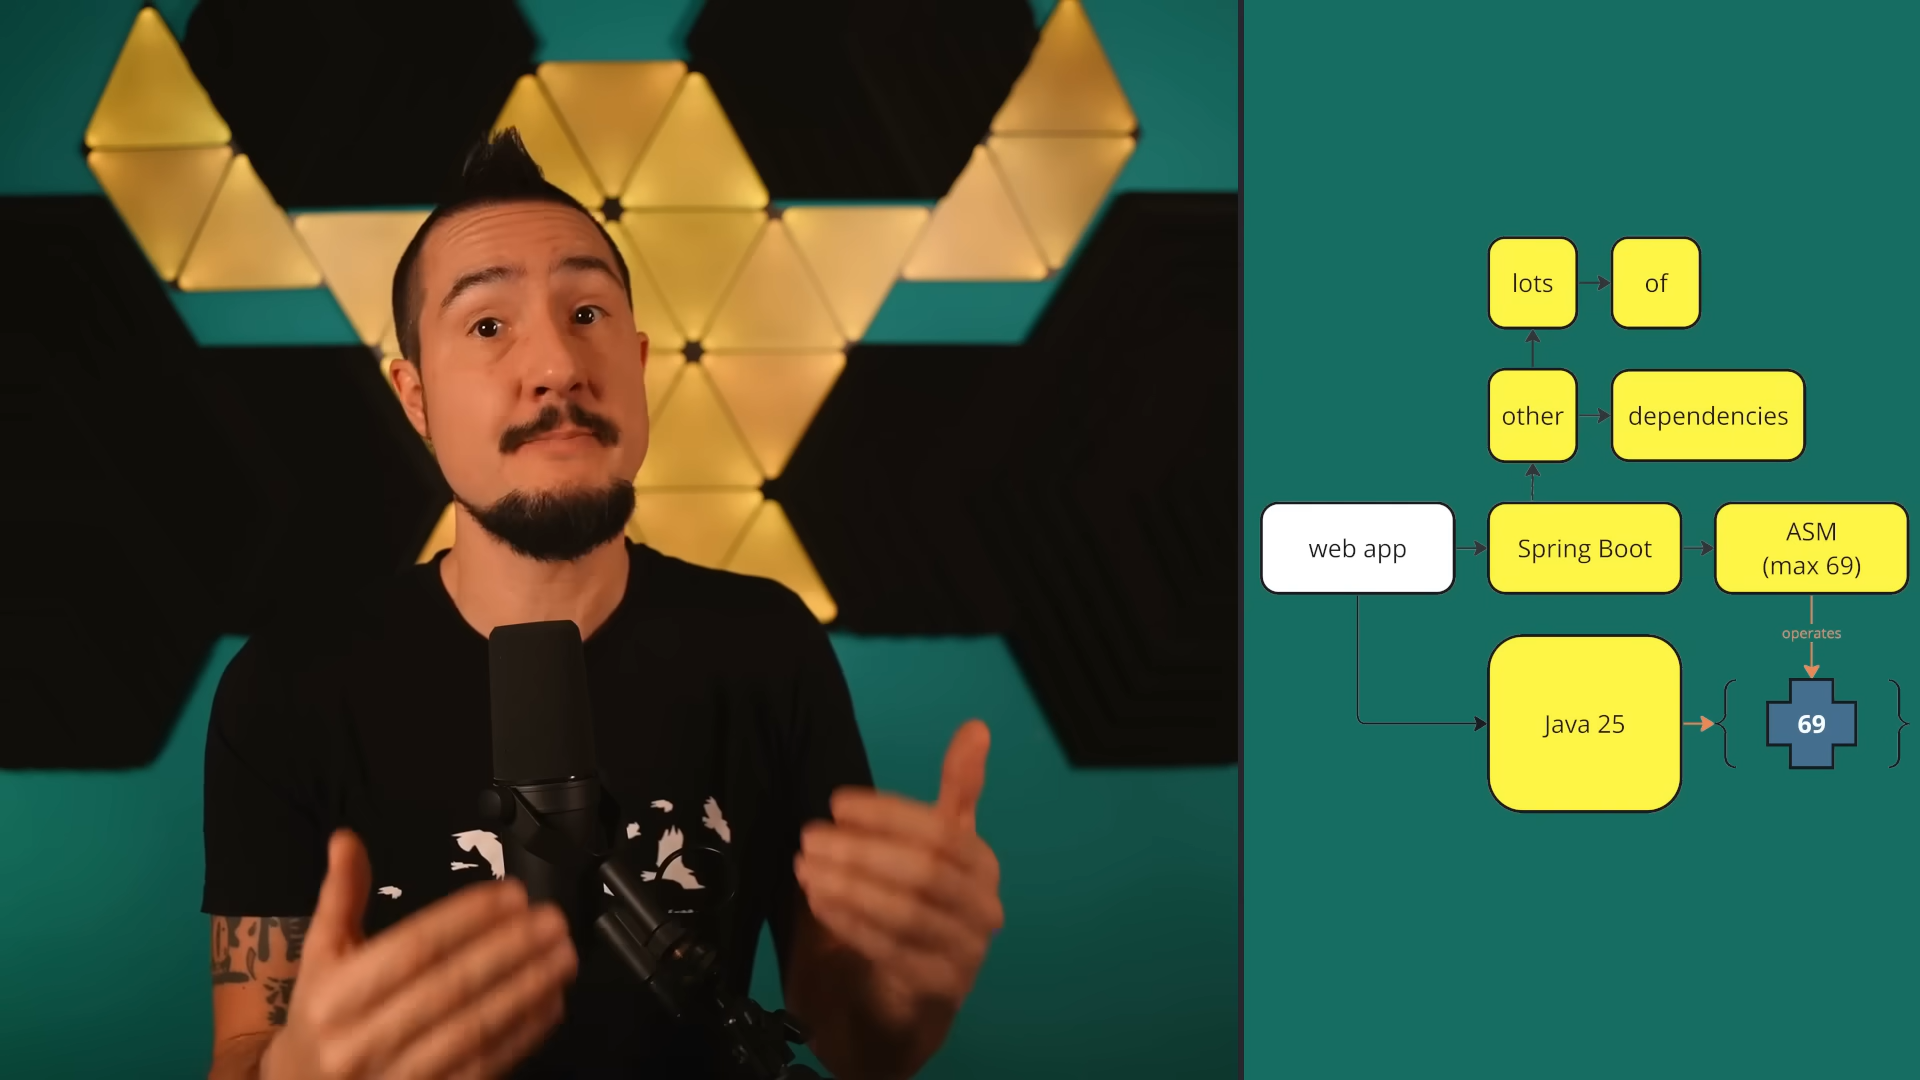 lots
of
other
dependencies
web app
Spring Boot
ASM
(max 69)
operates
Java 25
69